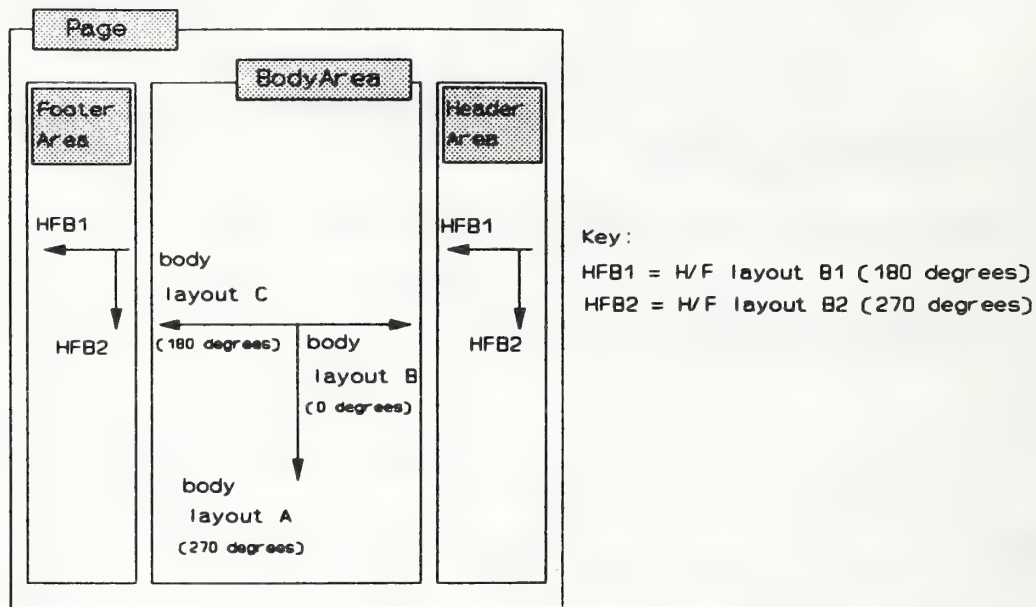 Page
BodyArea
Footer
Area
Header
Area
HFB1
HFB1
body
layout C
(180 degrees)
body
layout B
(0 degrees)
HFB2
HFB2
body
layout A
(270 degrees)
Key:
HFB1 = H/F layout B1 (180 degrees)
HFB2 = H/F layout B2 (270 degrees)